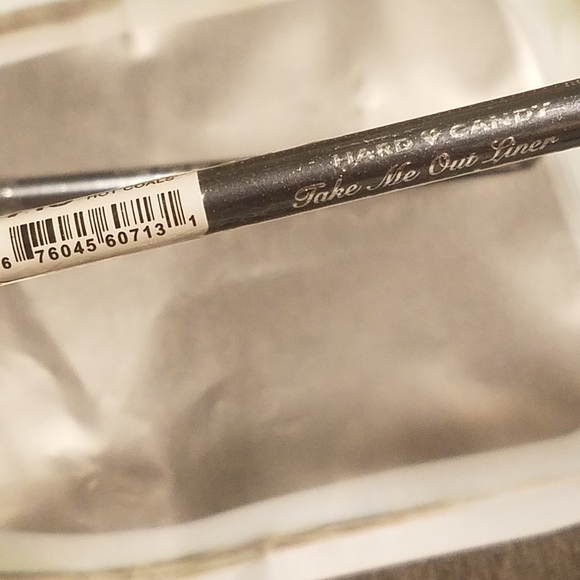 HARD CANDY
Take Me Out Liner
HOT COALS
6 76045 60713 1